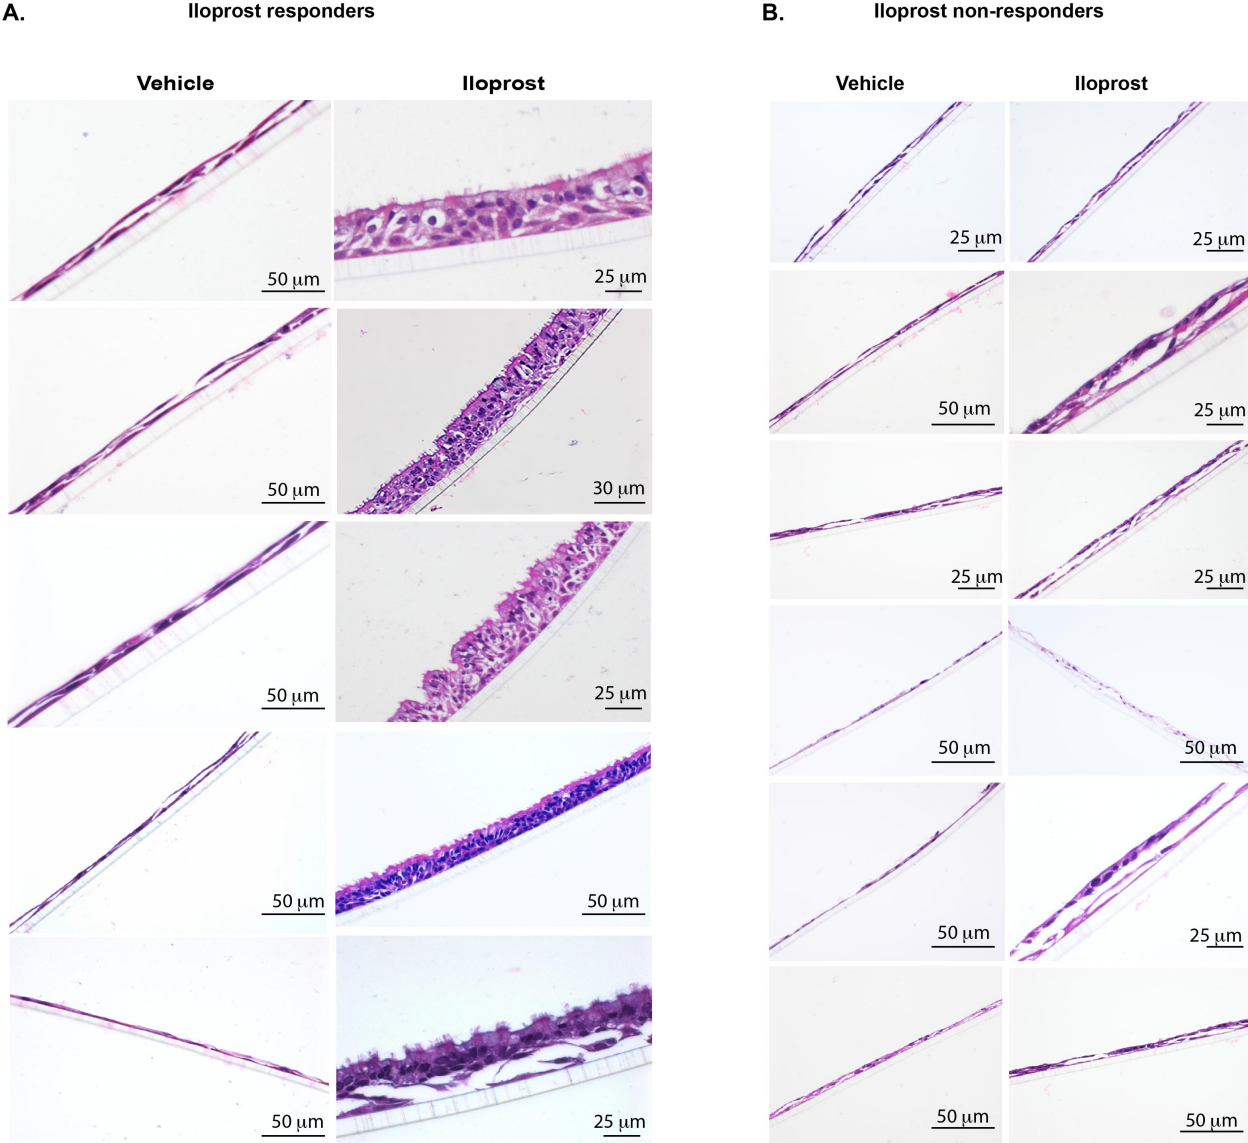 A. Iloprost responders
B. Iloprost non-responders
Vehicle Iloprost
Vehicle Iloprost
50 μm 25 μm
50 μm 30 μm
50 μm 25 μm
50 μm 50 μm
50 μm 25 μm
25 μm 25 μm
50 μm 25 μm
25 μm 25 μm
50 μm 50 μm
50 μm 25 μm
50 μm 50 μm